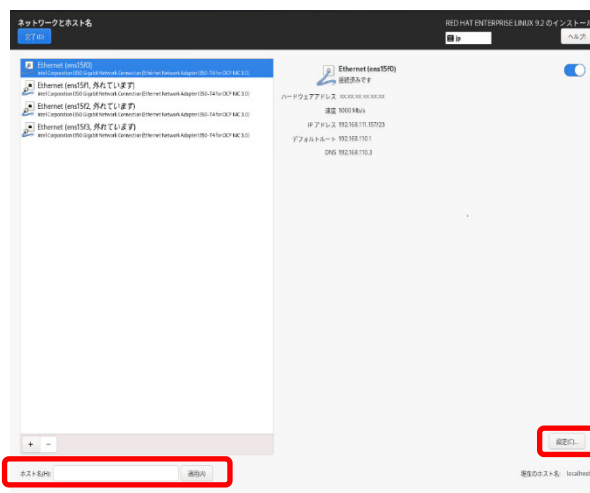 ネットワークとホスト名
完了(D)
RED HAT ENTERPRISE LINUX 9.2 のインストール
jp
ヘルプ!
Ethernet (ens15f0)
Intel Corporation I350 Gigabit Network Connection (Ethernet Network Adapter I350-T4 for OCP NIC 3.0)
Ethernet (ens15f1, 外れています)
Intel Corporation I350 Gigabit Network Connection (Ethernet Network Adapter I350-T4 for OCP NIC 3.0)
Ethernet (ens15f2, 外れています)
Intel Corporation I350 Gigabit Network Connection (Ethernet Network Adapter I350-T4 for OCP NIC 3.0)
Ethernet (ens15f3, 外れています)
Intel Corporation I350 Gigabit Network Connection (Ethernet Network Adapter I350-T4 for OCP NIC 3.0)
Ethernet (ens15f0)
接続済みです
ハードウェアアドレス xx:xx:xx:xx:xx:xx
速度 1000 Mb/s
IP アドレス 192.168.111.157/23
デフォルトルート 192.168.110.1
DNS 192.168.110.3
+ −
設定(C)...
ホスト名(H):
適用(A)
現在のホスト名: localhost